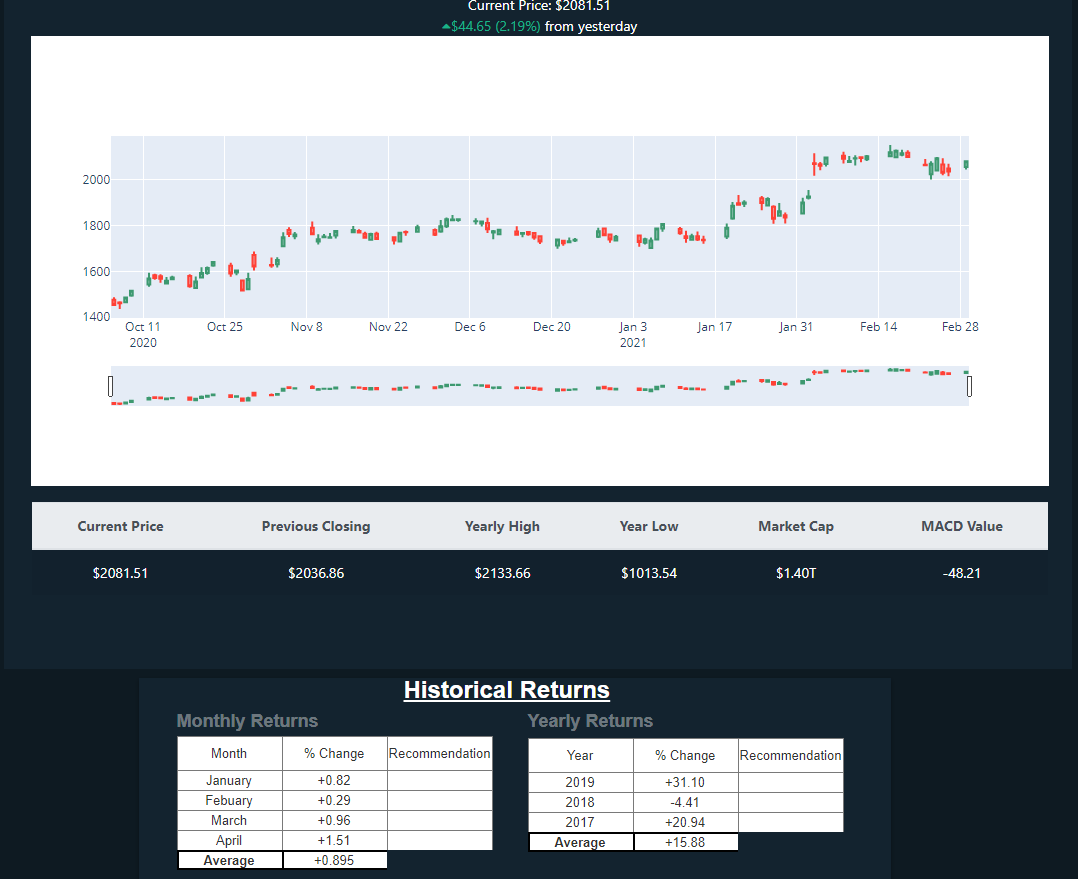 Current Price: $2081.51
$44.65 (2.19%) from yesterday
2000
1800
1600
1400
Oct 11 Oct 25 Nov 8 Nov 22 Dec 6 Dec 20 Jan 3 Jan 17 Jan 31 Feb 14 Feb 28
2020 2021
Current Price Previous Closing Yearly High Year Low Market Cap MACD Value
$2081.51 $2036.86 $2133.66 $1013.54 $1.40T -48.21
Historical Returns
Monthly Returns
Month % Change Recommendation
January +0.82
Febuary +0.29
March +0.96
April +1.51
Average +0.895
Yearly Returns
Year % Change Recommendation
2019 +31.10
2018 -4.41
2017 +20.94
Average +15.88